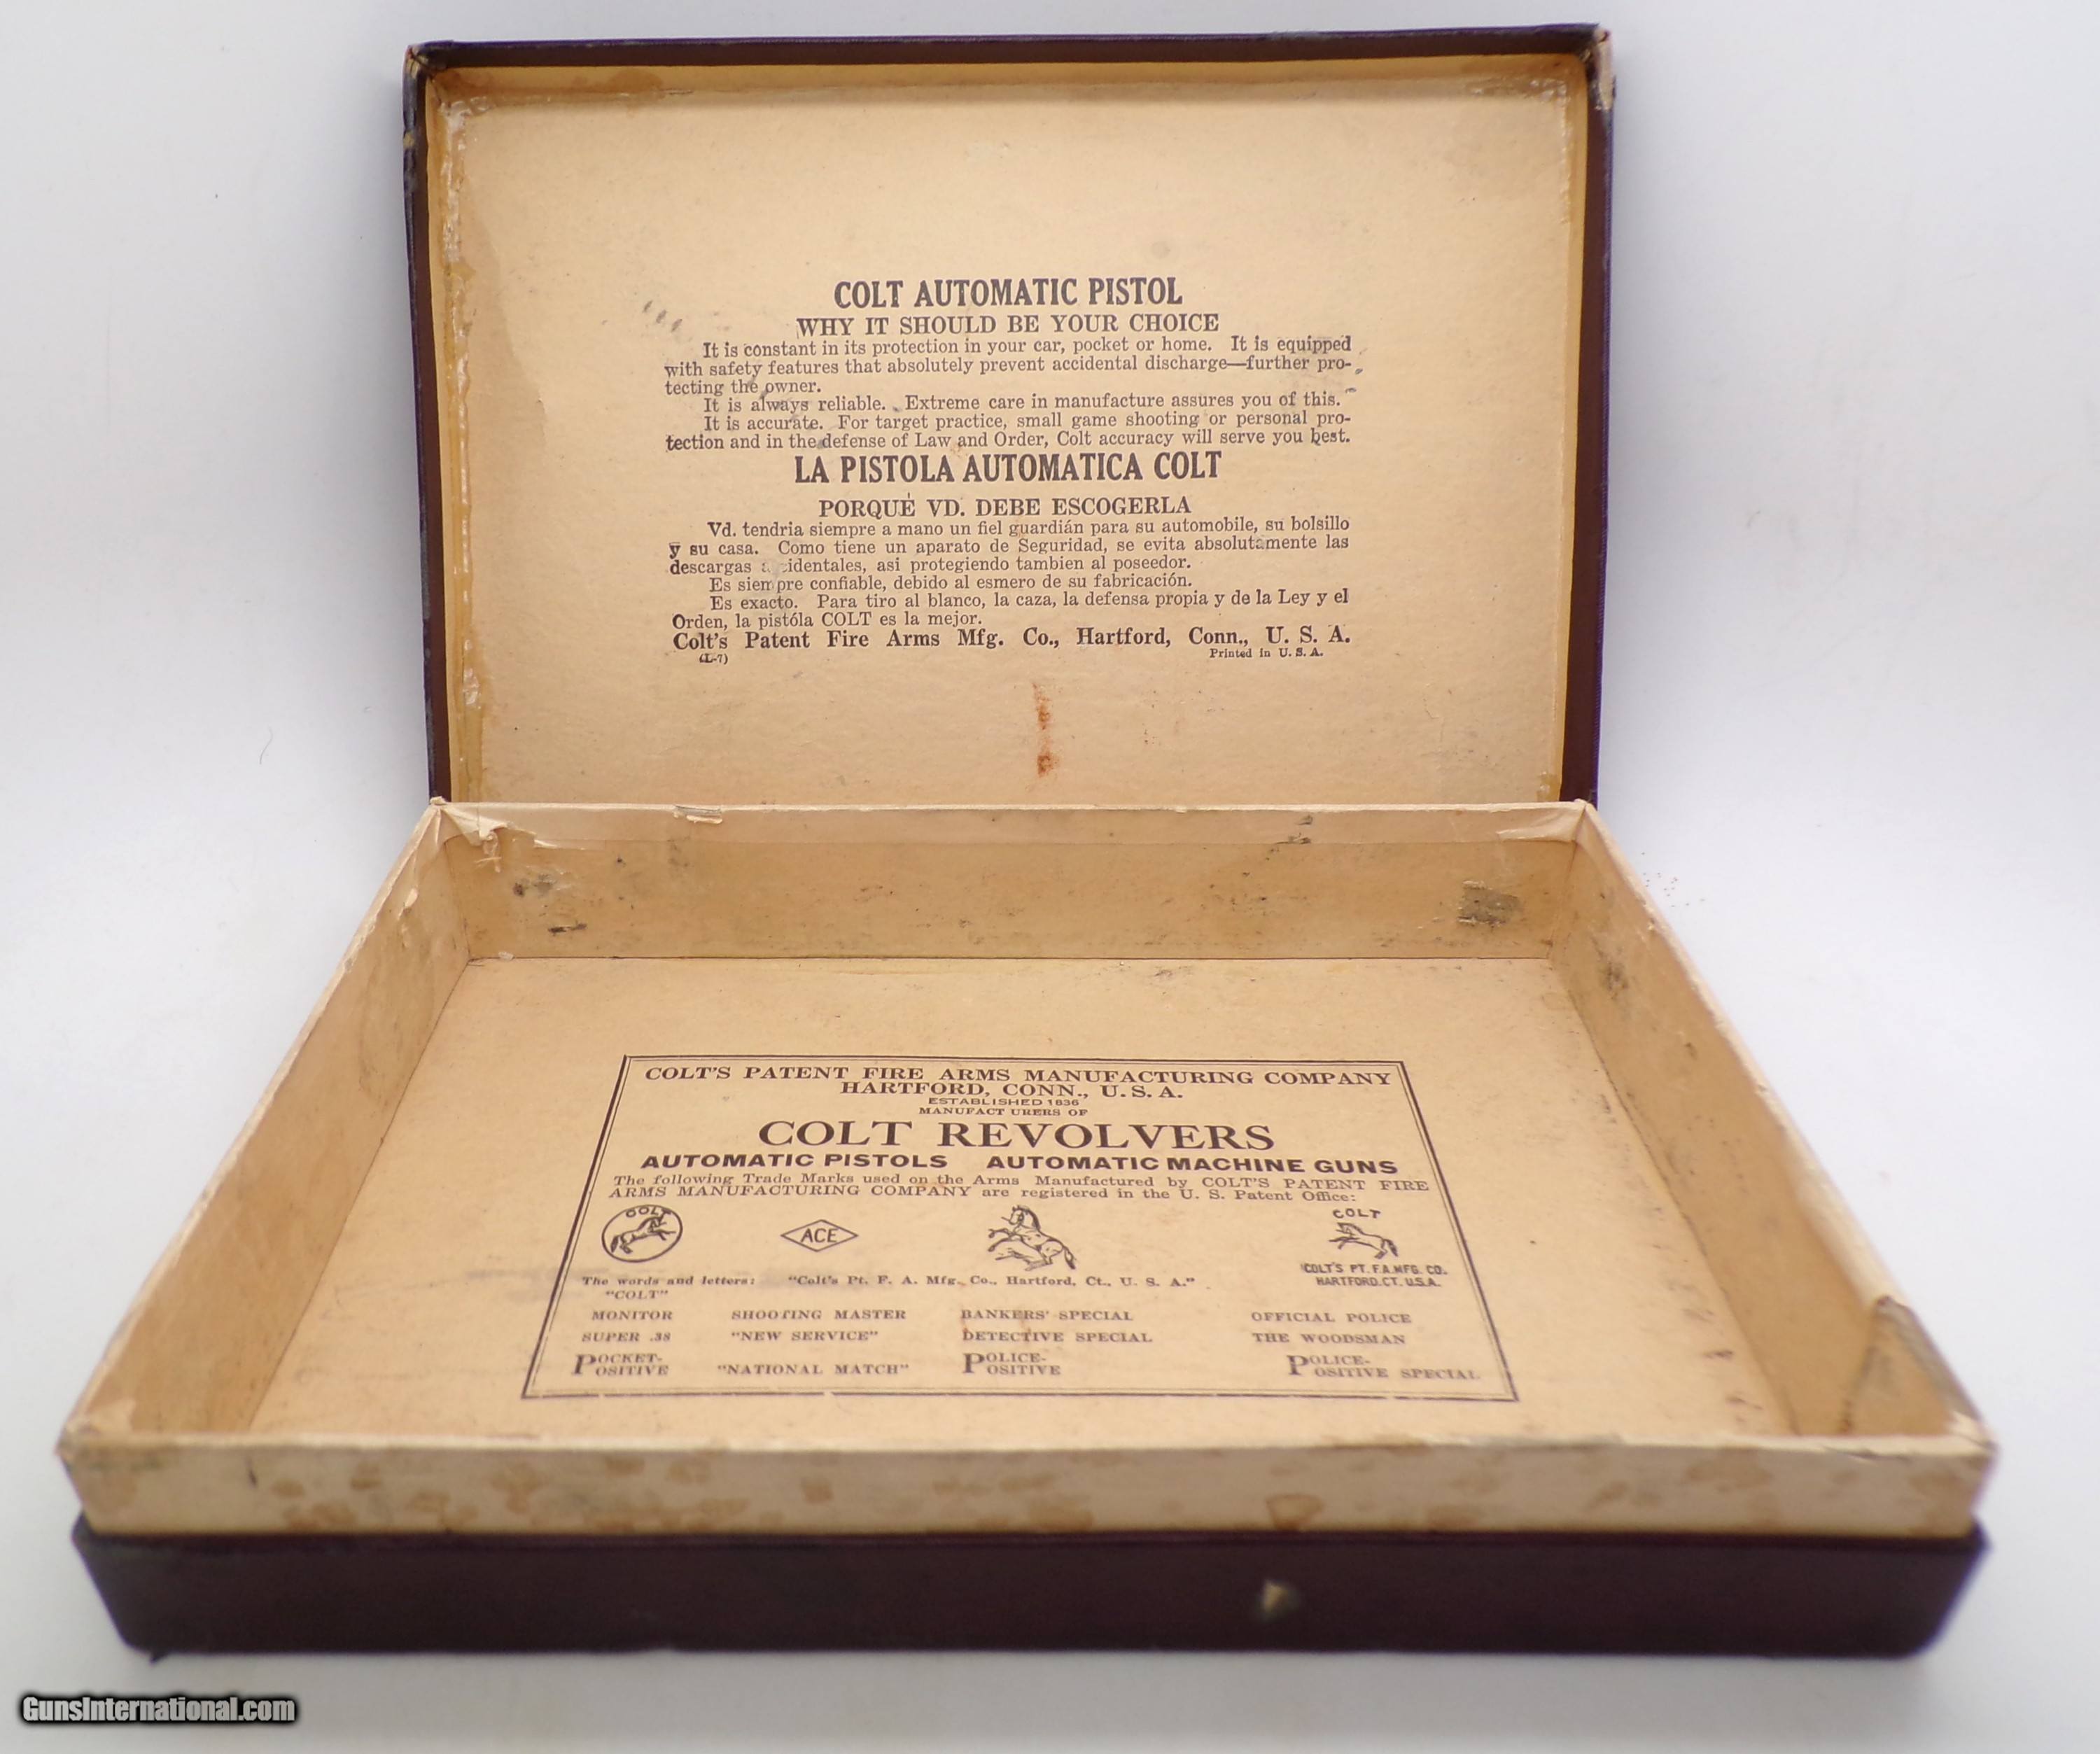 COLT AUTOMATIC PISTOL
WHY IT SHOULD BE YOUR CHOICE
It is constant in its protection in your car, pocket or home. It is equipped
with safety features that absolutely prevent accidental discharge—further pro-
tecting the owner.
It is always reliable. Extreme care in manufacture assures you of this.
It is accurate. For target practice, small game shooting or personal pro-
tection and in the defense of Law and Order, Colt accuracy will serve you best.
LA PISTOLA AUTOMATICA COLT
PORQUÉ VD. DEBE ESCOGERLA
Vd. tendria siempre a mano un fiel guardián para su automobile, su bolsillo
y su casa. Como tiene un aparato de Seguridad, se evita absolutamente las
descargas accidentales, asi protegiendo tambien al poseedor.
Es siempre confiable, debido al esmero de su fabricación.
Es exacto. Para tiro al blanco, la caza, la defensa propia y de la Ley y el
Orden, la pistóla COLT es la mejor.
Colt's Patent Fire Arms Mfg. Co., Hartford, Conn., U. S. A.
(L-7) Printed in U. S. A.
COLT'S PATENT FIRE ARMS MANUFACTURING COMPANY
HARTFORD, CONN., U. S. A.
ESTABLISHED 1836
MANUFACTURERS OF
COLT REVOLVERS
AUTOMATIC PISTOLS AUTOMATIC MACHINE GUNS
The following Trade Marks used on the Arms Manufactured by COLT'S PATENT FIRE
ARMS MANUFACTURING COMPANY are registered in the U. S. Patent Office:
COLT ACE COLT
COLT'S PT. F.A. MFG. CO.
HARTFORD. CT. U.S.A.
The words and letters: "Colt's Pt. F. A. Mfg. Co., Hartford, Ct., U. S. A."
"COLT"
MONITOR SHOOTING MASTER BANKERS' SPECIAL OFFICIAL POLICE
SUPER .38 "NEW SERVICE" DETECTIVE SPECIAL THE WOODSMAN
POCKET-POSITIVE "NATIONAL MATCH" POLICE-POSITIVE POLICE-POSITIVE SPECIAL
GunsInternational.com